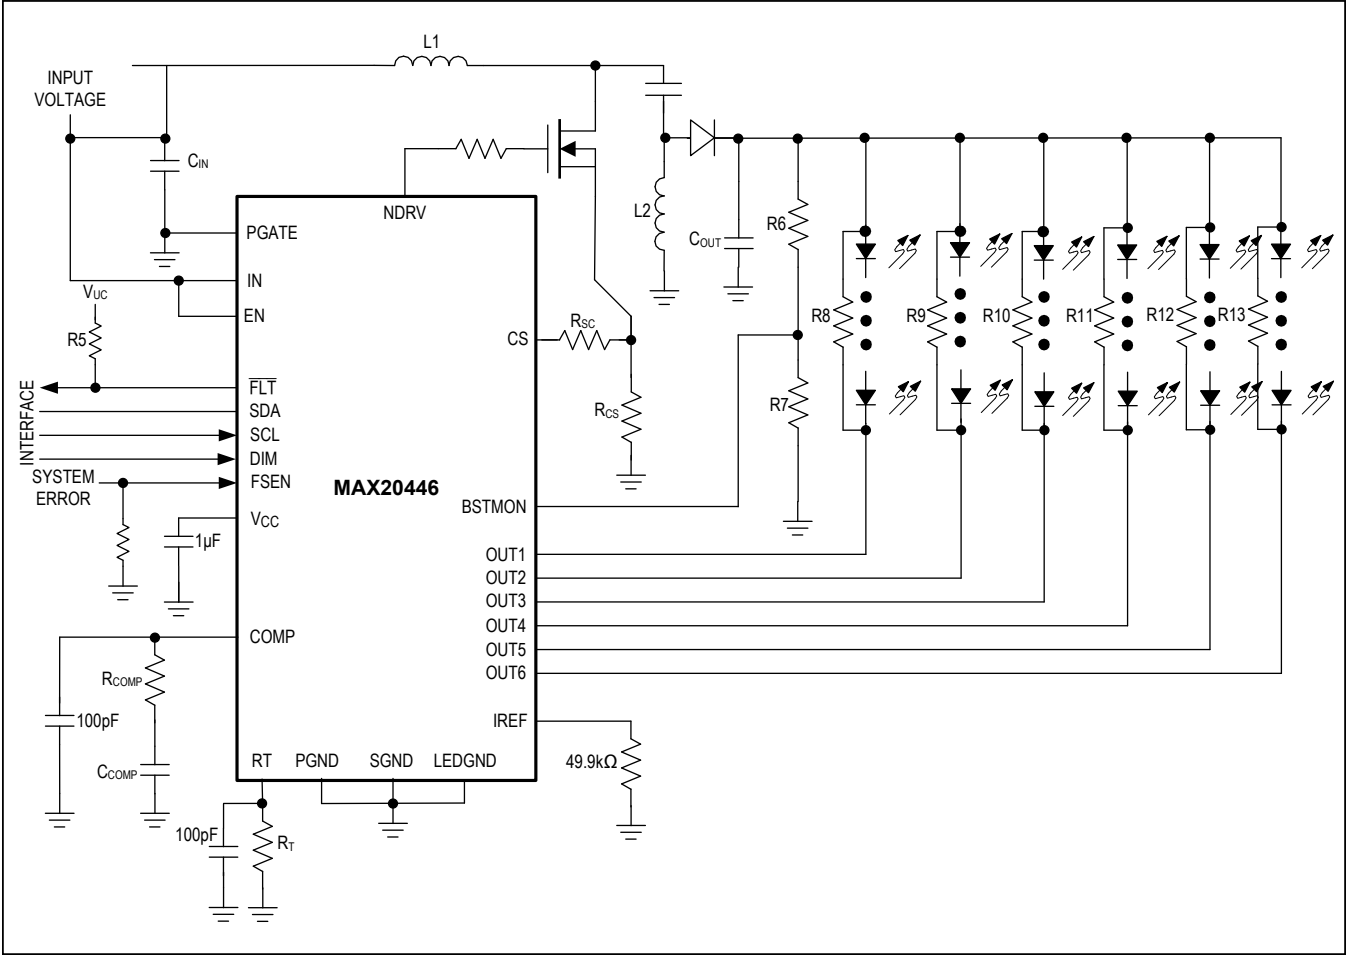 L1
INPUT
VOLTAGE
CIN
NDRV
PGATE
L2
COUT
R6
IN
VUC
EN
R5
CS
RSC
R8
R9
R10
R11
R12
R13
INTERFACE
FLT
SDA
SCL
DIM
FSEN
RCS
R7
SYSTEM
ERROR
MAX20446
BSTMON
VCC
1µF
OUT1
OUT2
OUT3
OUT4
OUT5
OUT6
COMP
RCOMP
100pF
CCOMP
IREF
49.9kΩ
RT
PGND
SGND
LEDGND
100pF
RT